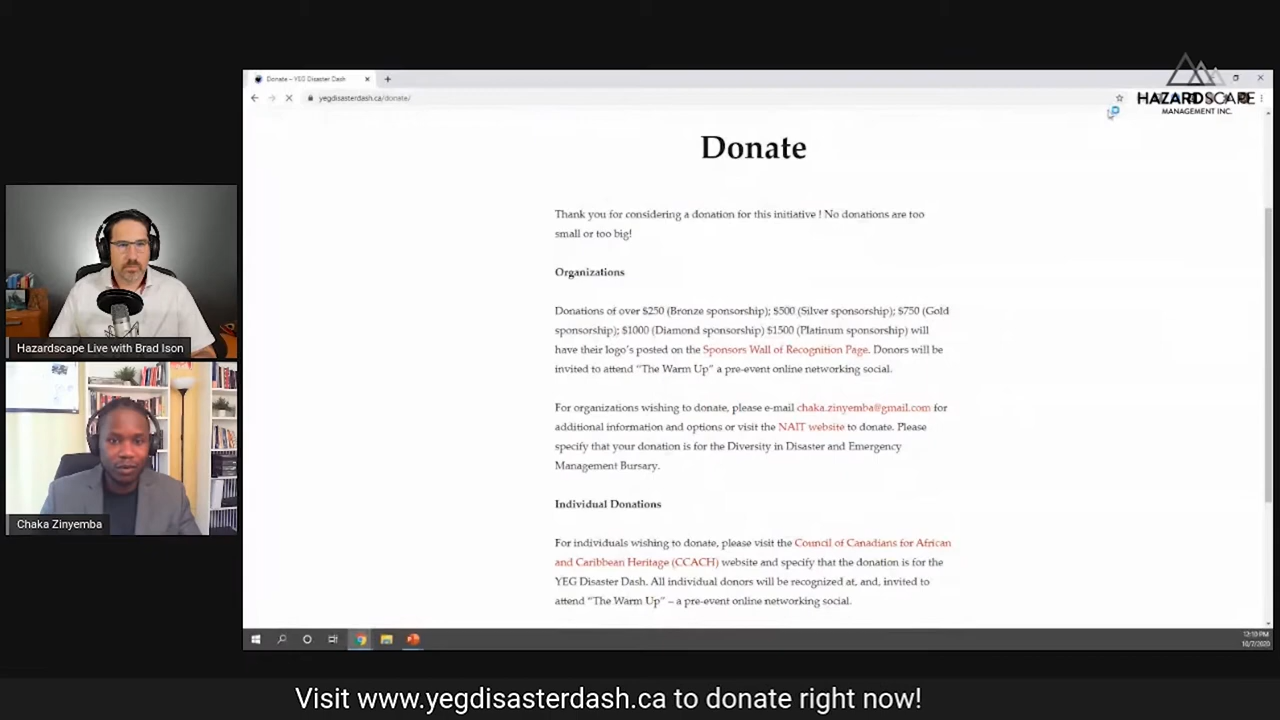 Donate – YEG Disaster Dash
yegdisasterdash.ca/donate/
HAZARDSCAPE
MANAGEMENT INC.
Donate
Thank you for considering a donation for this initiative ! No donations are too
small or too big!
Organizations
Donations of over $250 (Bronze sponsorship); $500 (Silver sponsorship); $750 (Gold
sponsorship); $1000 (Diamond sponsorship) $1500 (Platinum sponsorship) will
have their logo's posted on the Sponsors Wall of Recognition Page. Donors will be
invited to attend “The Warm Up” a pre-event online networking social.
For organizations wishing to donate, please e-mail chaka.zinyemba@gmail.com for
additional information and options or visit the NAIT website to donate. Please
specify that your donation is for the Diversity in Disaster and Emergency
Management Bursary.
Individual Donations
For individuals wishing to donate, please visit the Council of Canadians for African
and Caribbean Heritage (CCACH) website and specify that the donation is for the
YEG Disaster Dash. All individual donors will be recognized at, and, invited to
attend “The Warm Up” – a pre-event online networking social.
Hazardscape Live with Brad Ison
Chaka Zinyemba
12:10 PM
10/7/2020
Visit www.yegdisasterdash.ca to donate right now!